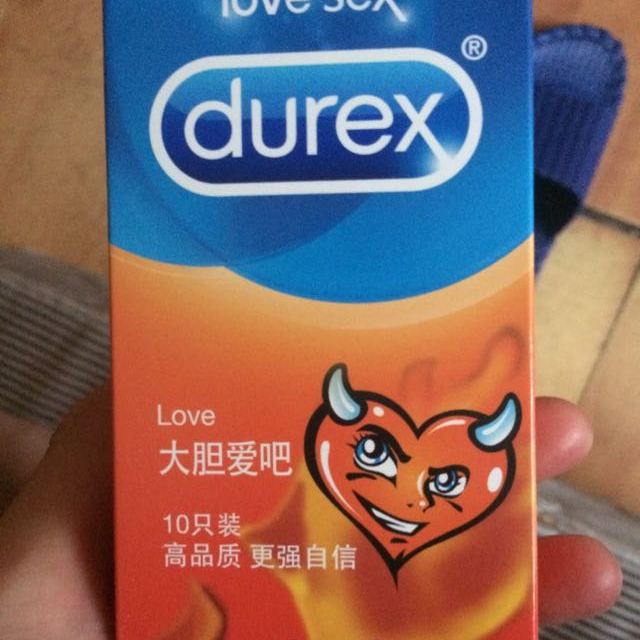 love sex
durex®
Love
大胆爱吧
10只装
高品质 更强自信